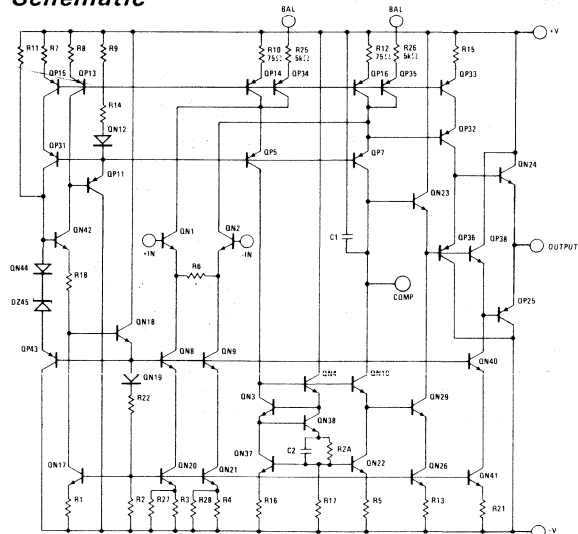 Schematic
BAL BAL
+V
R11 R7 R8 R9 R10 75Ω R25 5kΩ R12 75Ω R26 5kΩ R15
QP15 QP13 QP14 QP34 QP16 QP35 QP33
R14
QP32
QN12
QP31 QP5 QP7 QN24
QP11
QN23
QN42 QN1 QN2 QP36 QP38
+IN -IN C1 OUTPUT
R18 R6
QN44
COMP
DZ45 QP25
QN18
QP43 QN8 QN9 QN40
QN19 QN4 QN10
R22 QN3 QN29
QN38
C2 R2A
QN37
QN17 QN20 QN21 QN22 QN26 QN41
R1 R2 R27 R3 R28 R4 R16 R17 R5 R13 R21
-V